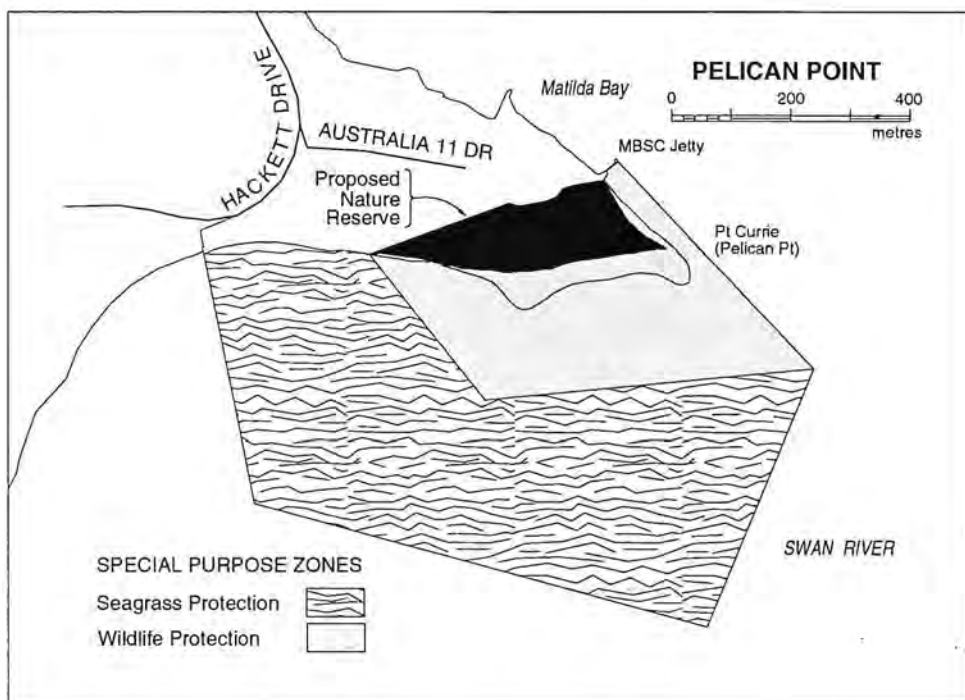 PELICAN POINT
0 200 400
metres
Matilda Bay
MBSC Jetty
HACKETT DRIVE
AUSTRALIA 11 DR
Proposed
Nature
Reserve
Pt Currie
(Pelican Pt)
SWAN RIVER
SPECIAL PURPOSE ZONES
Seagrass Protection
Wildlife Protection